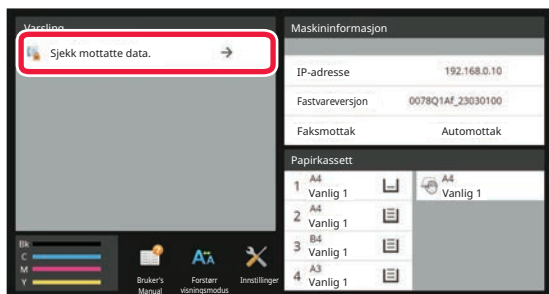 Varsling
Sjekk mottatte data.
Maskininformasjon
IP-adresse 192.168.0.10
Fastvareversjon 0078Q1Af_23030100
Faksmottak Automottak
Papirkassett
1 A4
Vanlig 1
A4
Vanlig 1
2 A4
Vanlig 1
3 B4
Vanlig 1
4 A3
Vanlig 1
Bk
C
M
Y
Bruker's
Manual
Forstørr
visningsmodus
Innstillinger